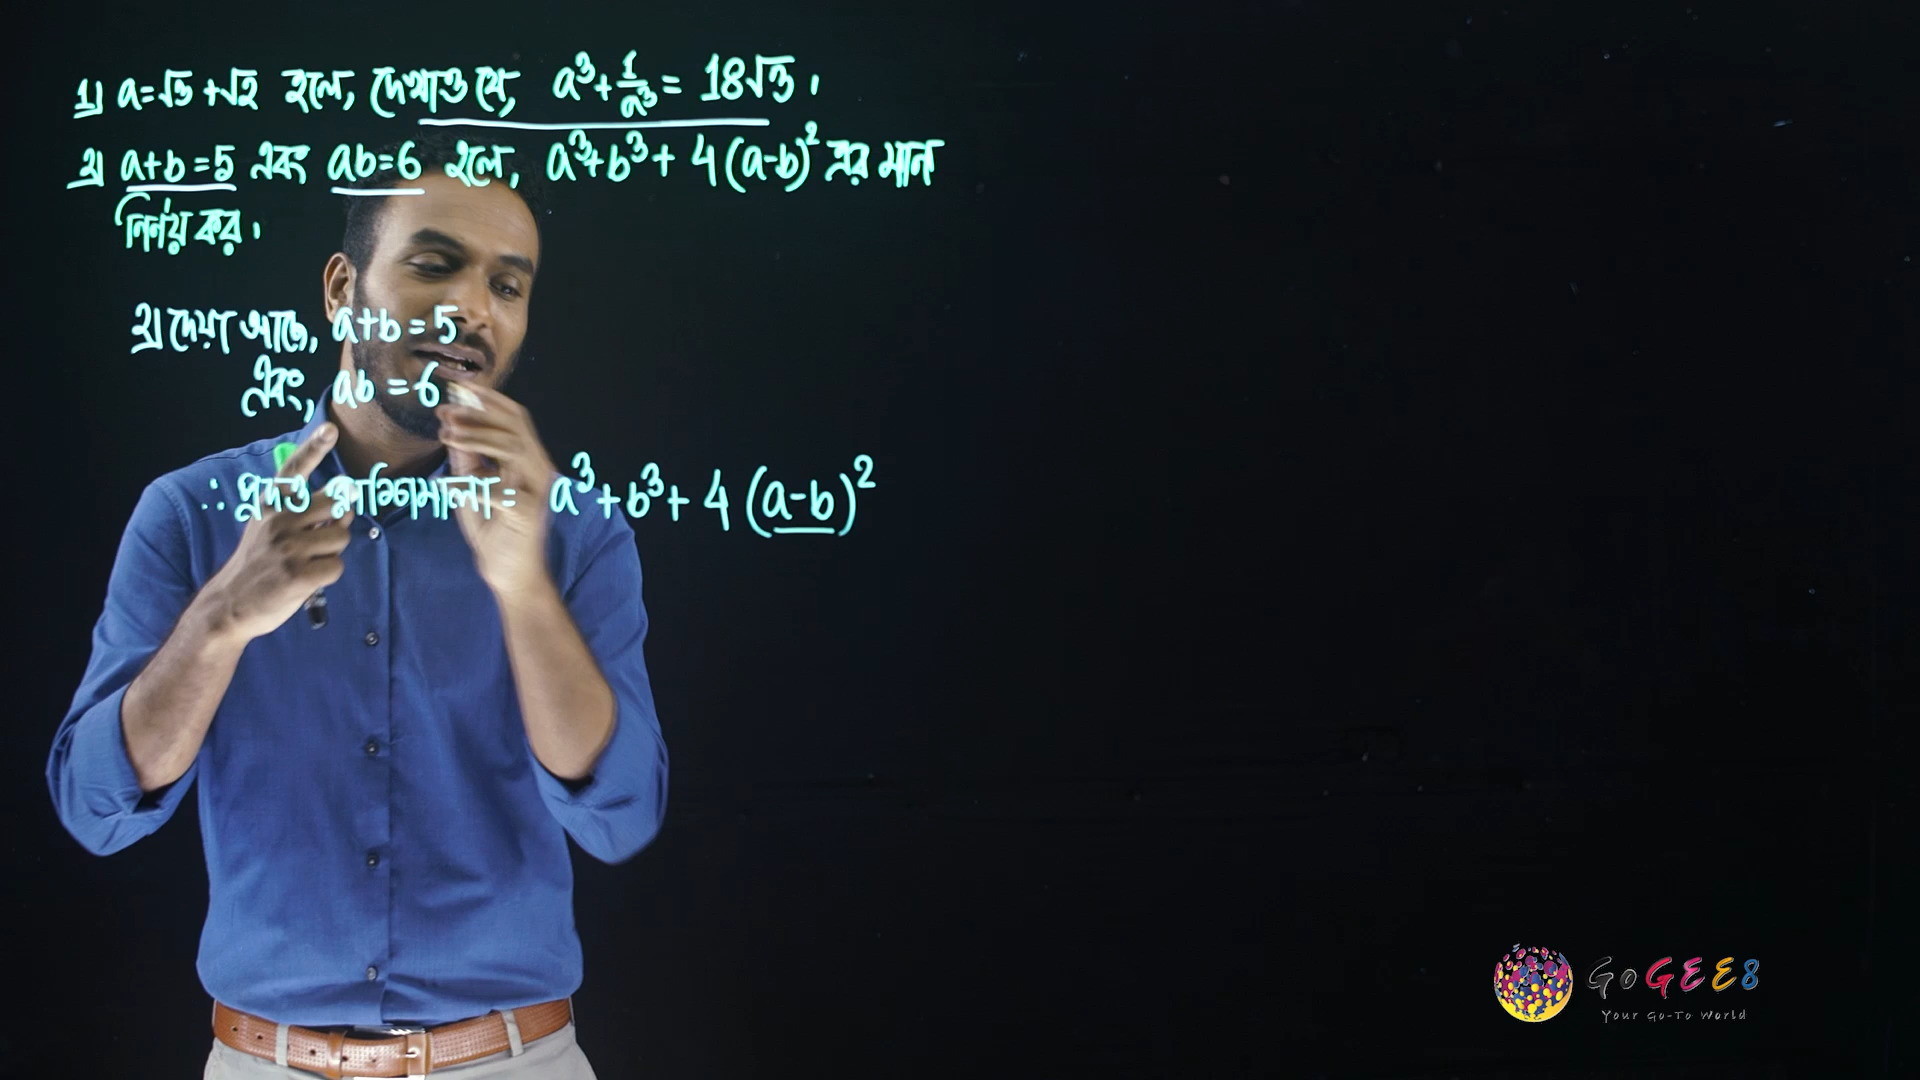 ১। a=√৩+√২ হলে, দেখাও যে, a³+1/a³ = 18√৩।
২। a+b=5 এবং ab=6 হলে, a³+b³+ 4(a-b)² এর মান
নির্ণয় কর।
২। দেয়া আছে, a+b=5
এবং, ab=6
∴ প্রদত্ত রাশিমালা = a³+b³+ 4(a-b)²
GoGEE8
Your Go-To World